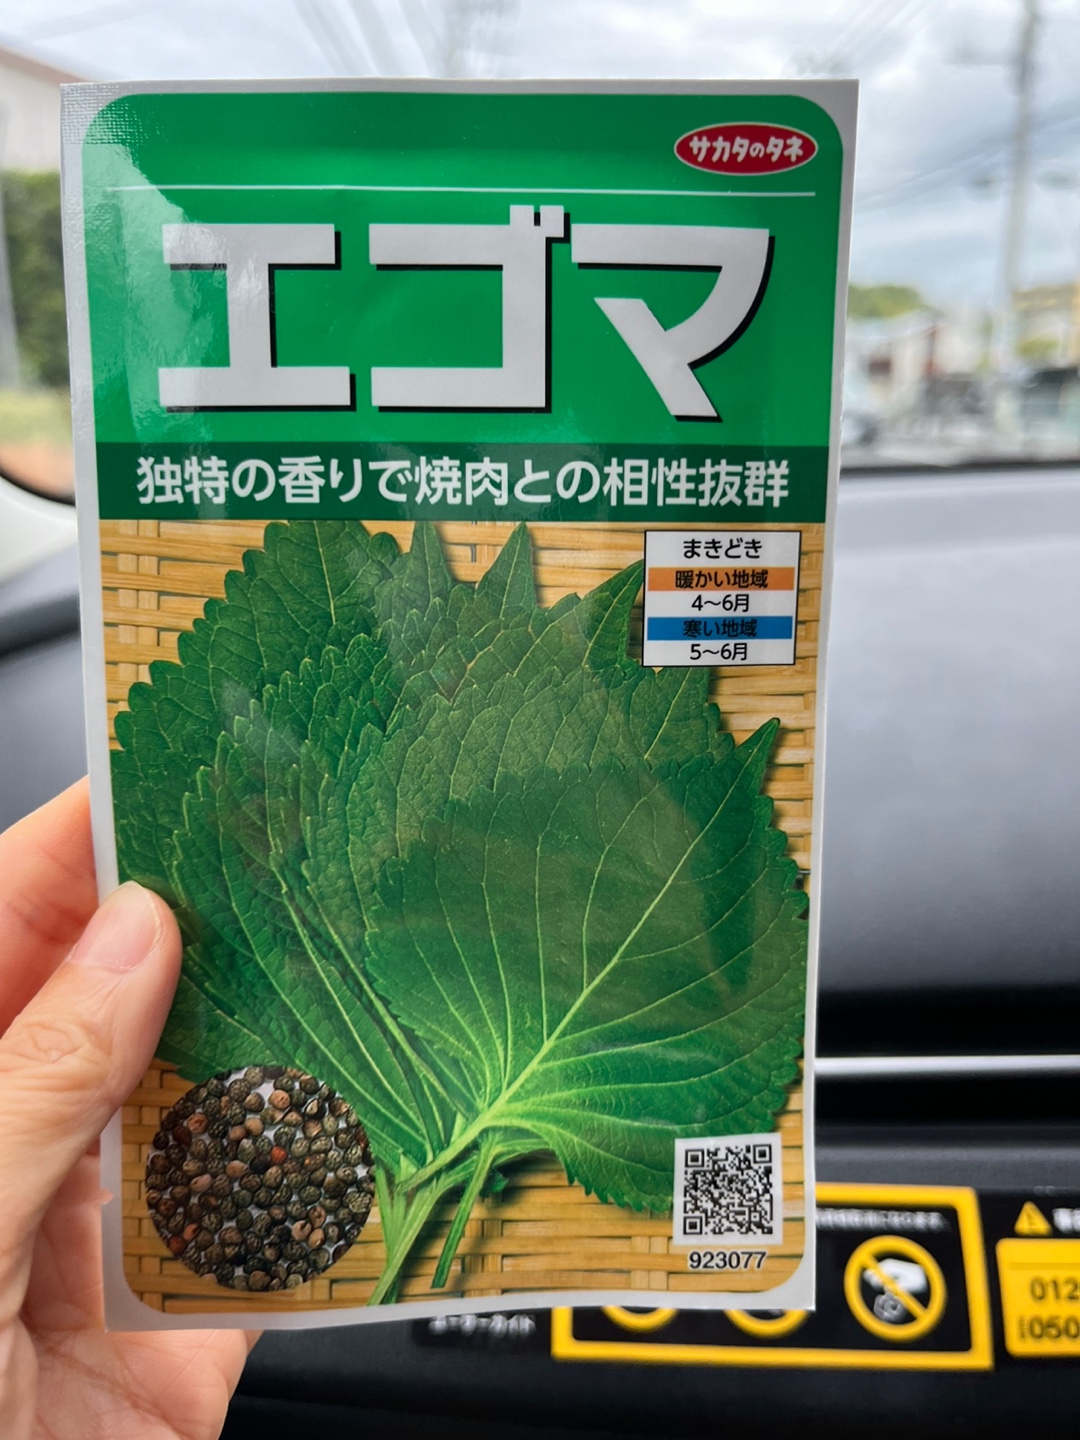 サカタのタネ
エゴマ
独特の香りで焼肉との相性抜群
まきどき
暖かい地域
4〜6月
寒い地域
5〜6月
923077
012
050